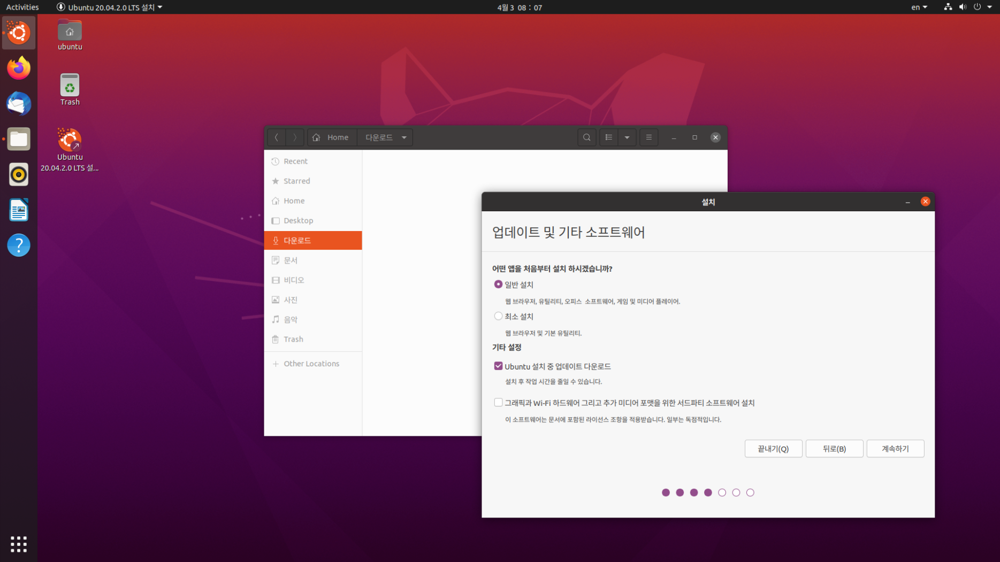 Activities
Ubuntu 20.04.2.0 LTS 설치
4월 3 08 : 07
en
ubuntu
Trash
Ubuntu
20.04.2.0 LTS 설...
Home
다운로드
Recent
Starred
Home
Desktop
다운로드
문서
비디오
사진
음악
Trash
Other Locations
설치
업데이트 및 기타 소프트웨어
어떤 앱을 처음부터 설치 하시겠습니까?
일반 설치
웹 브라우저, 유틸리티, 오피스 소프트웨어, 게임 및 미디어 플레이어.
최소 설치
웹 브라우저 및 기본 유틸리티.
기타 설정
Ubuntu 설치 중 업데이트 다운로드
설치 후 작업 시간을 줄일 수 있습니다.
그래픽과 Wi-Fi 하드웨어 그리고 추가 미디어 포맷을 위한 서드파티 소프트웨어 설치
이 소프트웨어는 문서에 포함된 라이선스 조항을 적용받습니다. 일부는 독점적입니다.
끝내기(Q)
뒤로(B)
계속하기